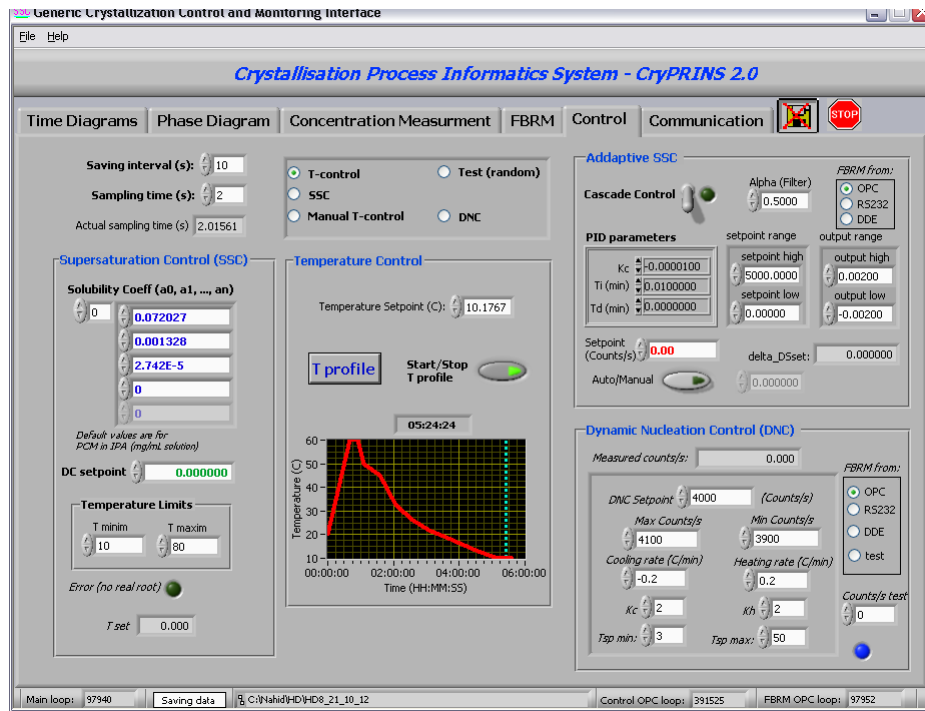 SSC Generic Crystallization Control and Monitoring Interface
File Help
Crystallisation Process Informatics System - CryPRINS 2.0
Time Diagrams Phase Diagram Concentration Measurment FBRM Control Communication STOP
Saving interval (s): 10
Sampling time (s): 2
Actual sampling time (s) 2.01561
T-control
SSC
Manual T-control
Test (random)
DNC
Addaptive SSC
Cascade Control
Alpha (Filter)
0.5000
FBRM from:
OPC
RS232
DDE
PID parameters
Kc -0.0000100
Ti (min) 0.0100000
Td (min) 0.0000000
setpoint range
setpoint high
5000.0000
setpoint low
0.00000
output range
output high
0.00200
output low
-0.00200
Setpoint
(Counts/s) 0.00
delta_DSset: 0.000000
Auto/Manual 0.000000
Supersaturation Control (SSC)
Solubility Coeff (a0, a1, ..., an)
0
0.072027
0.001328
2.742E-5
0
0
Default values are for
PCM in IPA (mg/mL solution)
DC setpoint 0.000000
Temperature Limits
T minim T maxim
10 80
Error (no real root)
T set 0.000
Temperature Control
Temperature Setpoint (C): 10.1767
T profile
Start/Stop
T profile
05:24:24
Temperature (C)
60
50
40
30
20
10
00:00:00 02:00:00 04:00:00 06:00:00
Time (HH:MM:SS)
Dynamic Nucleation Control (DNC)
Measured counts/s: 0.000
FBRM from:
OPC
RS232
DDE
test
DNC Setpoint 4000 (Counts/s)
Max Counts/s Min Counts/s
4100 3900
Cooling rate (C/min) Heating rate (C/min)
-0.2 0.2
Kc 2 Kh 2
Tsp min: 3 Tsp max: 50
Counts/s test
0
Main loop: 97940 Saving data C:\Nahid\HD\HD8_21_10_12 Control OPC loop: 391525 FBRM OPC loop: 97952